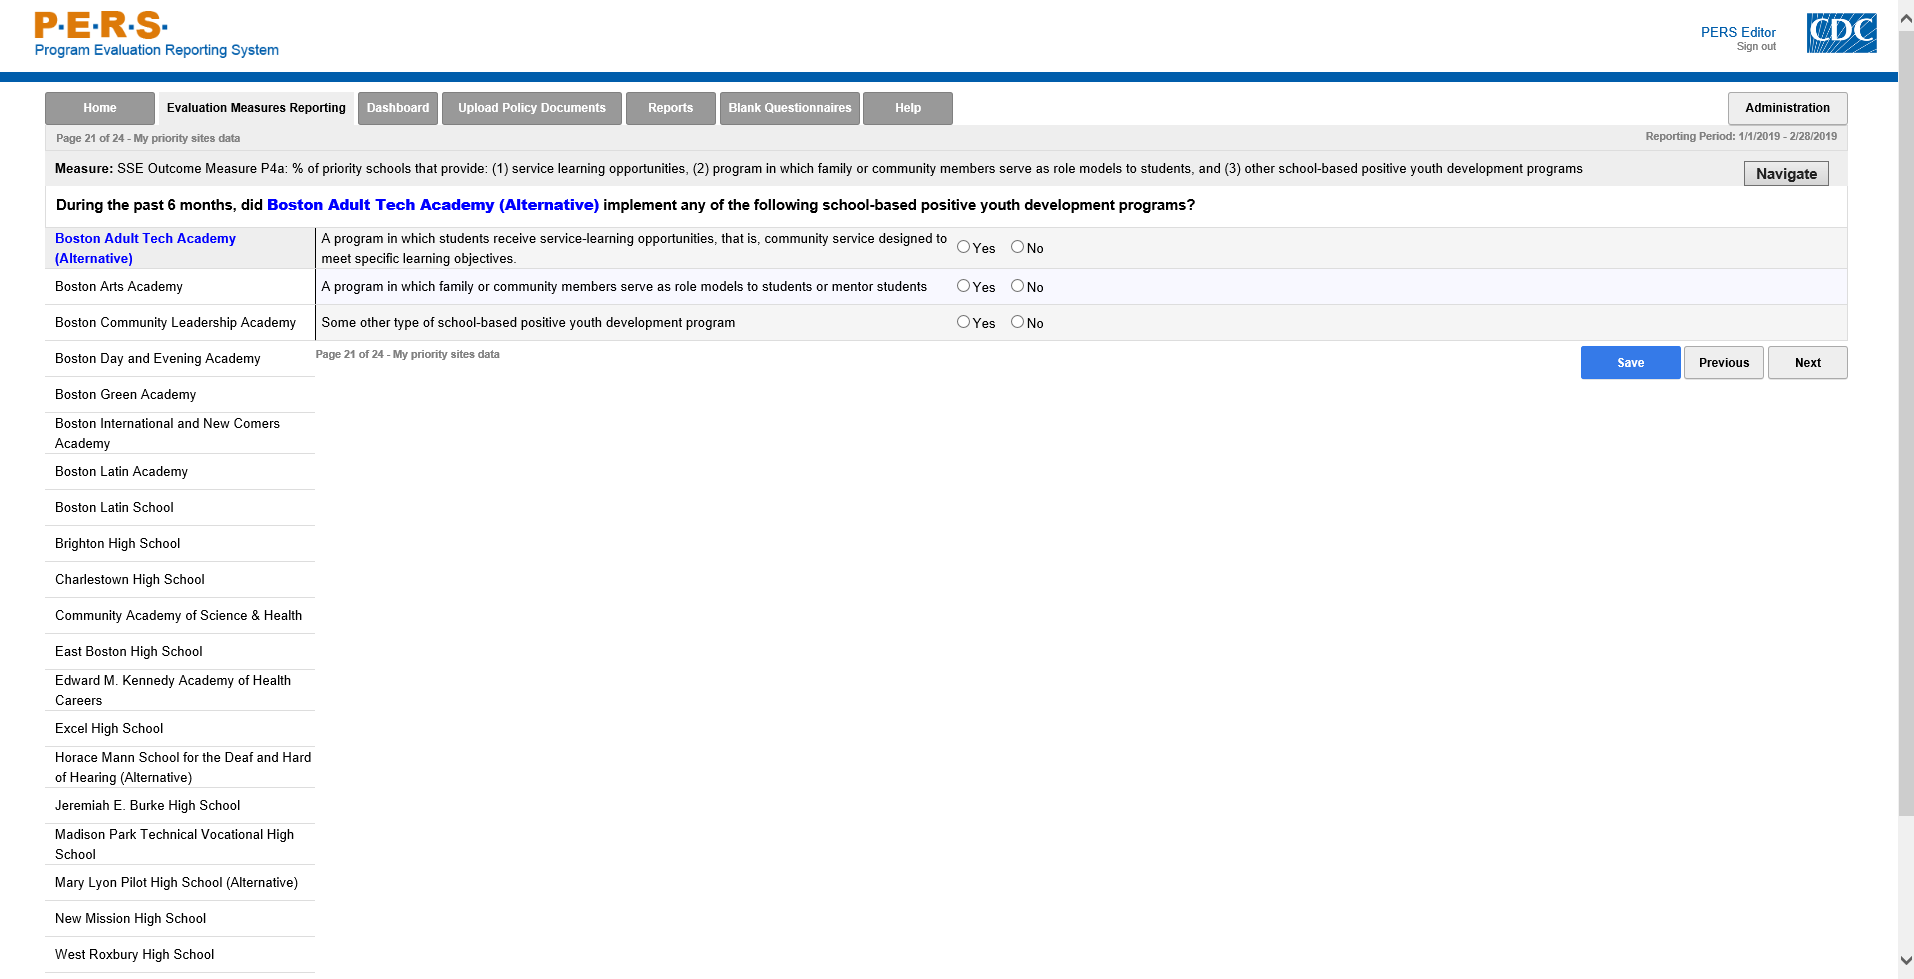 P·E·R·S·
Program Evaluation Reporting System
PERS Editor
Sign out
CDC
Home
Evaluation Measures Reporting
Dashboard
Upload Policy Documents
Reports
Blank Questionnaires
Help
Administration
Page 21 of 24 - My priority sites data
Reporting Period: 1/1/2019 - 2/28/2019
Measure: SSE Outcome Measure P4a: % of priority schools that provide: (1) service learning opportunities, (2) program in which family or community members serve as role models to students, and (3) other school-based positive youth development programs
Navigate
During the past 6 months, did Boston Adult Tech Academy (Alternative) implement any of the following school-based positive youth development programs?
Boston Adult Tech Academy
(Alternative)
A program in which students receive service-learning opportunities, that is, community service designed to
meet specific learning objectives.
Yes No
Boston Arts Academy
A program in which family or community members serve as role models to students or mentor students
Yes No
Boston Community Leadership Academy
Some other type of school-based positive youth development program
Yes No
Boston Day and Evening Academy
Page 21 of 24 - My priority sites data
Save
Previous
Next
Boston Green Academy
Boston International and New Comers
Academy
Boston Latin Academy
Boston Latin School
Brighton High School
Charlestown High School
Community Academy of Science & Health
East Boston High School
Edward M. Kennedy Academy of Health
Careers
Excel High School
Horace Mann School for the Deaf and Hard
of Hearing (Alternative)
Jeremiah E. Burke High School
Madison Park Technical Vocational High
School
Mary Lyon Pilot High School (Alternative)
New Mission High School
West Roxbury High School